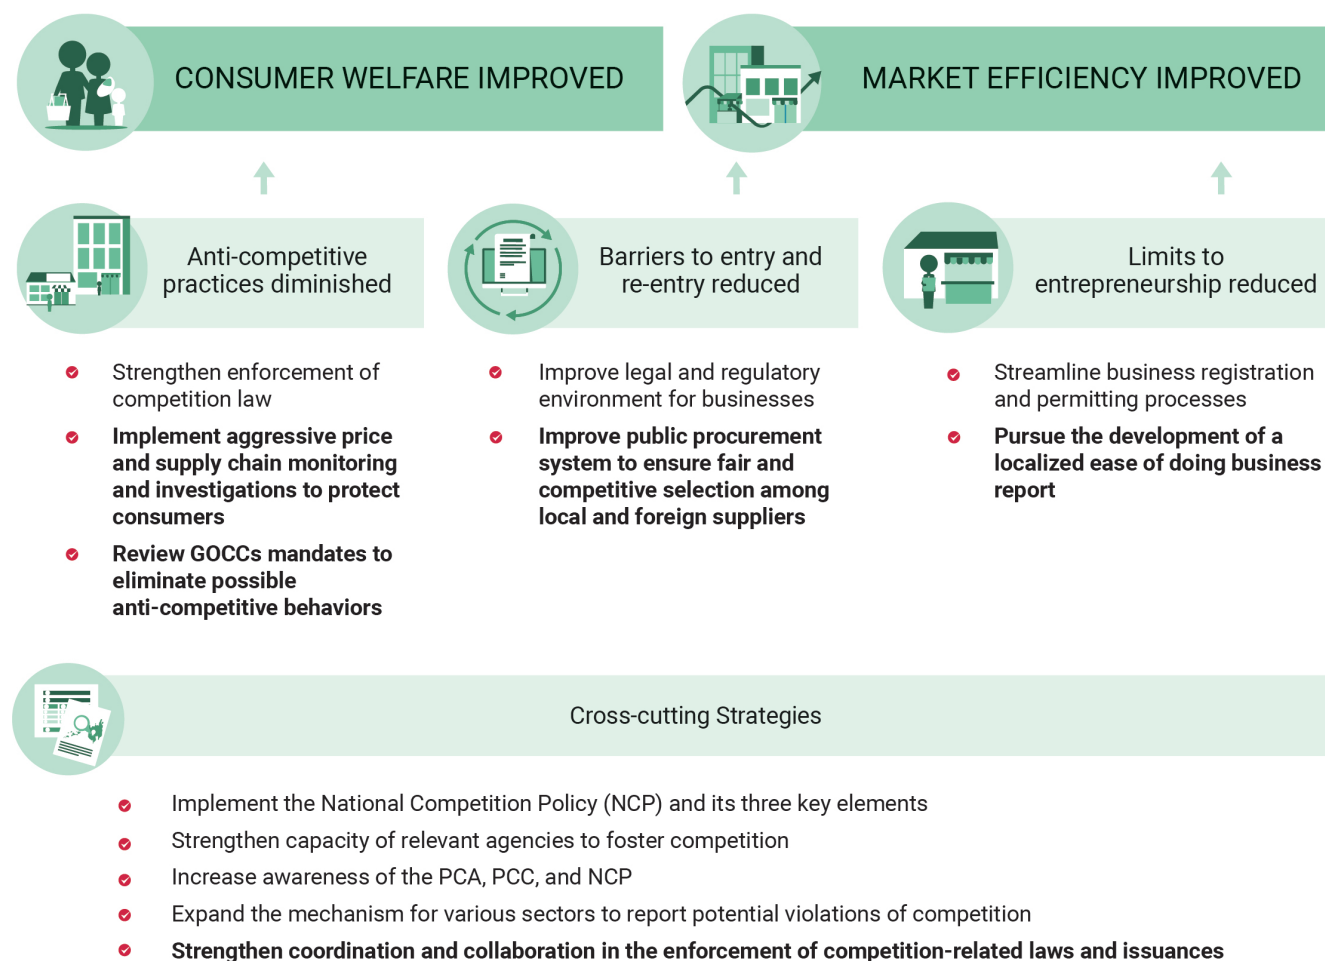 CONSUMER WELFARE IMPROVED
MARKET EFFICIENCY IMPROVED
Anti-competitive
practices diminished
Strengthen enforcement of
competition law
Implement aggressive price
and supply chain monitoring
and investigations to protect
consumers
Review GOCCs mandates to
eliminate possible
anti-competitive behaviors
Barriers to entry and
re-entry reduced
Improve legal and regulatory
environment for businesses
Improve public procurement
system to ensure fair and
competitive selection among
local and foreign suppliers
Limits to
entrepreneurship reduced
Streamline business registration
and permitting processes
Pursue the development of a
localized ease of doing business
report
Cross-cutting Strategies
Implement the National Competition Policy (NCP) and its three key elements
Strengthen capacity of relevant agencies to foster competition
Increase awareness of the PCA, PCC, and NCP
Expand the mechanism for various sectors to report potential violations of competition
Strengthen coordination and collaboration in the enforcement of competition-related laws and issuances